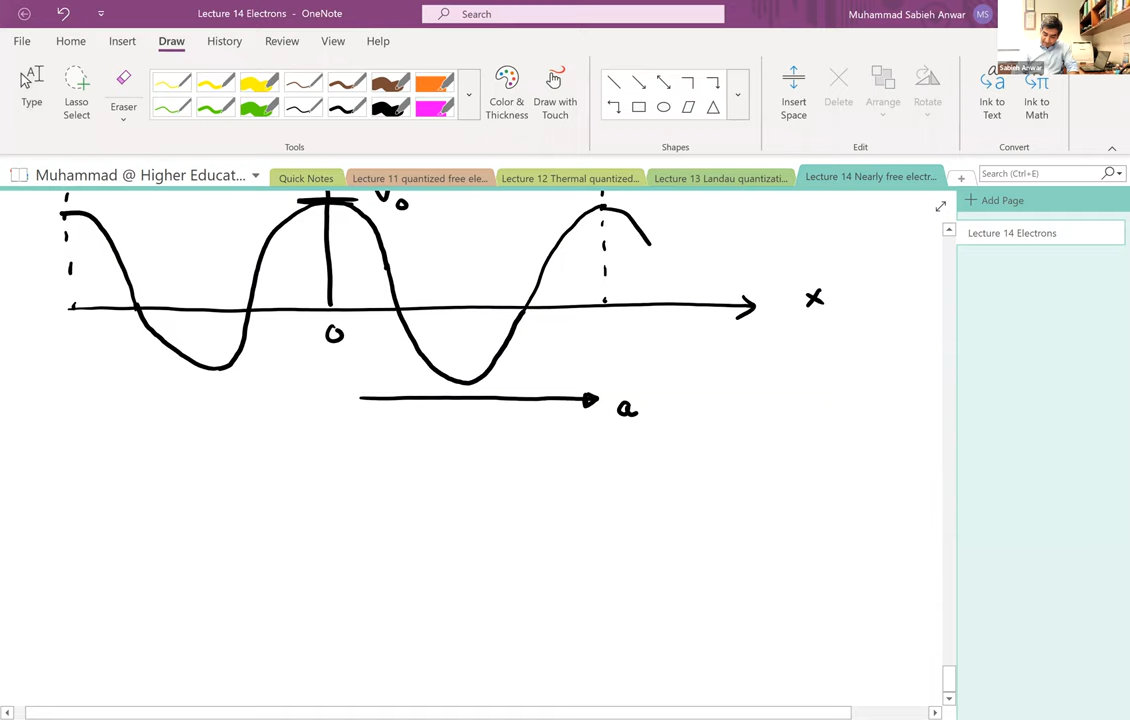 Lecture 14 Electrons - OneNote
Search
Muhammad Sabieh Anwar
MS
Sabieh Anwar
File
Home
Insert
Draw
History
Review
View
Help
Type
Lasso Select
Eraser
Color & Thickness
Draw with Touch
Insert Space
Delete
Arrange
Rotate
Ink to Text
Ink to Math
Tools
Shapes
Edit
Convert
Muhammad @ Higher Educat...
Quick Notes
Lecture 11 quantized free ele...
Lecture 12 Thermal quantized...
Lecture 13 Landau quantizati...
Lecture 14 Nearly free electr...
Search (Ctrl+E)
Add Page
Lecture 14 Electrons
V₀
x
0
a